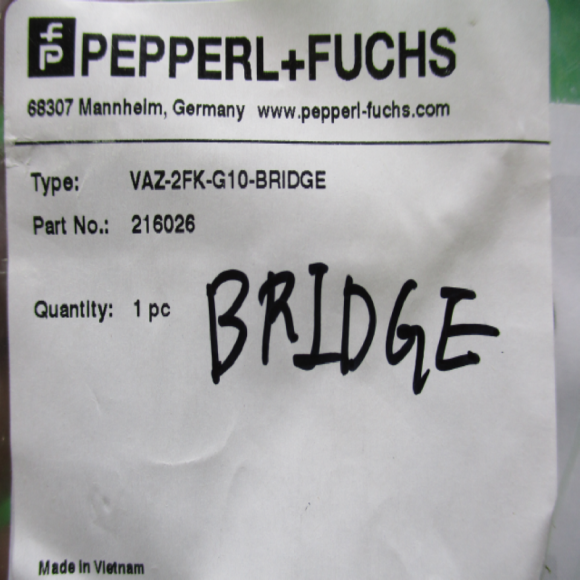 PEPPERL+FUCHS
68307 Mannheim, Germany www.pepperl-fuchs.com
Type: VAZ-2FK-G10-BRIDGE
Part No.: 216026
Quantity: 1 pc
BRIDGE
Made in Vietnam